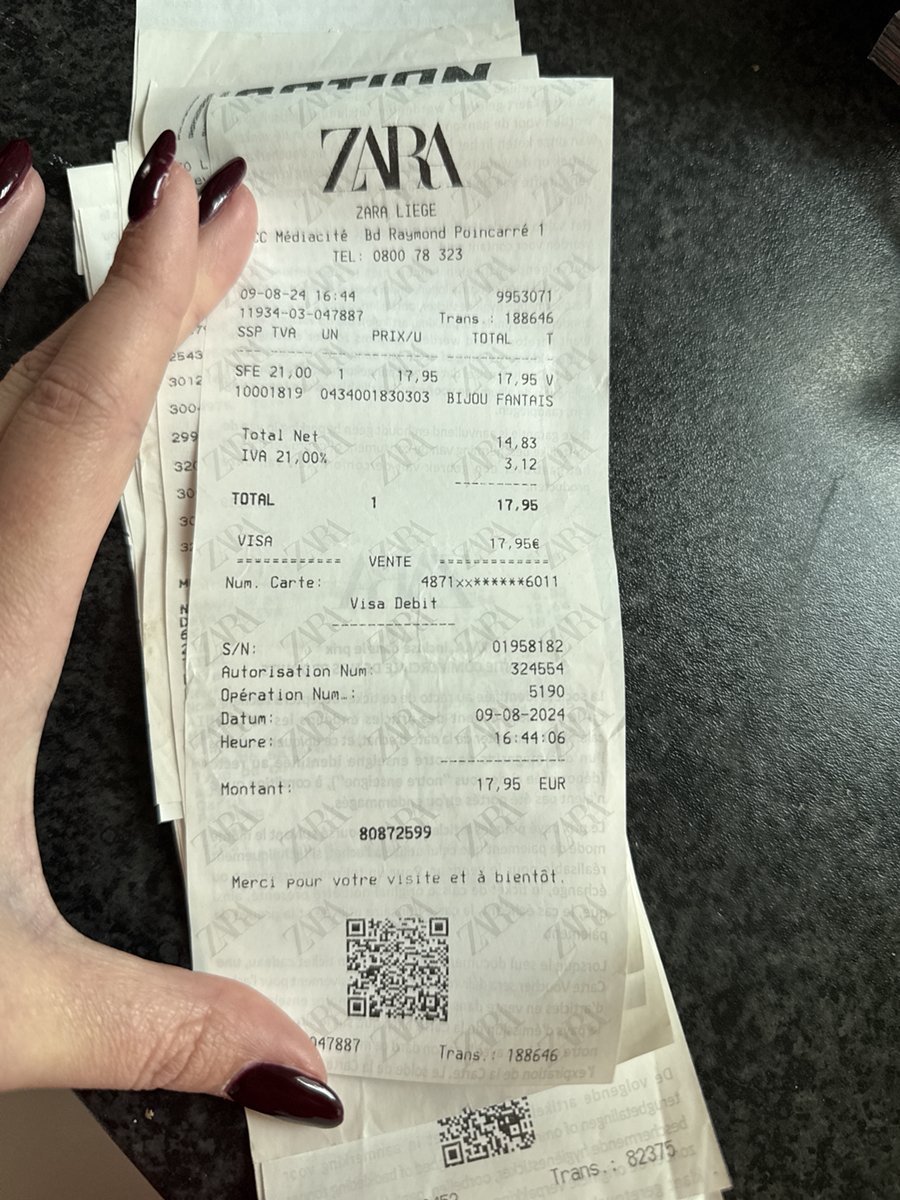 ACTION
ZARA
ZARA LIEGE
CC Médiacité Bd Raymond Poincarré 1
TEL: 0800 78 323
09-08-24 16:44 9953071
11934-03-047887 Trans.: 188646
SSP TVA UN PRIX/U TOTAL T
SFE 21,00 1 17,95 17,95 V
10001819 0434001830303 BIJOU FANTAIS
Total Net 14,83
IVA 21,00% 3,12
TOTAL 1 17,95
VISA 17,95€
=========== VENTE ============
Num. Carte: 4871xx******6011
Visa Debit
S/N: 01958182
Autorisation Num: 324554
Opération Num.: 5190
Datum: 09-08-2024
Heure: 16:44:06
Montant: 17,95 EUR
80872599
Merci pour votre visite et à bientôt.
047887 Trans.: 188646
Trans.: 82375
2543
3012
299